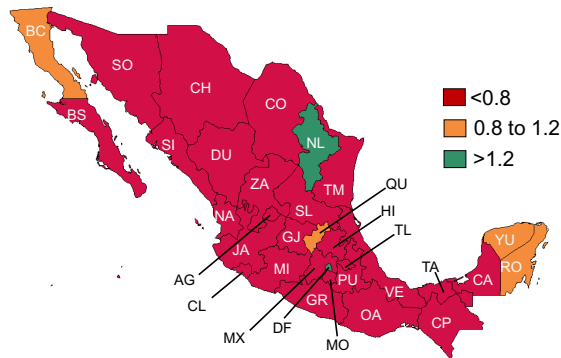 BC
SO
CH
CO
BS
<0.8
0.8 to 1.2
>1.2
NL
SI
DU
ZA
TM
QU
SL
HI
NA
GJ
TL
YU
JA
RO
AG
MI
PU
TA
CA
CL
GR
VE
MX
DF
MO
OA
CP